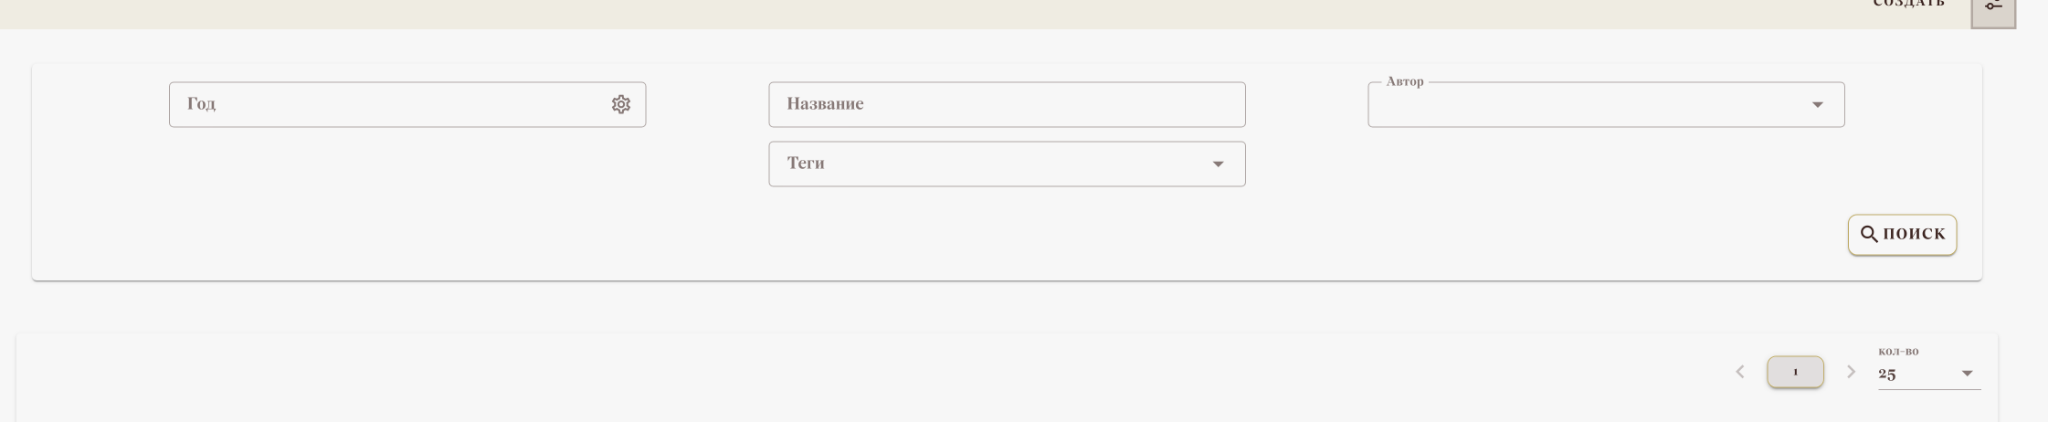 СОЗДАТЬ
Год
Название
Автор
Теги
ПОИСК
1
кол-во
25